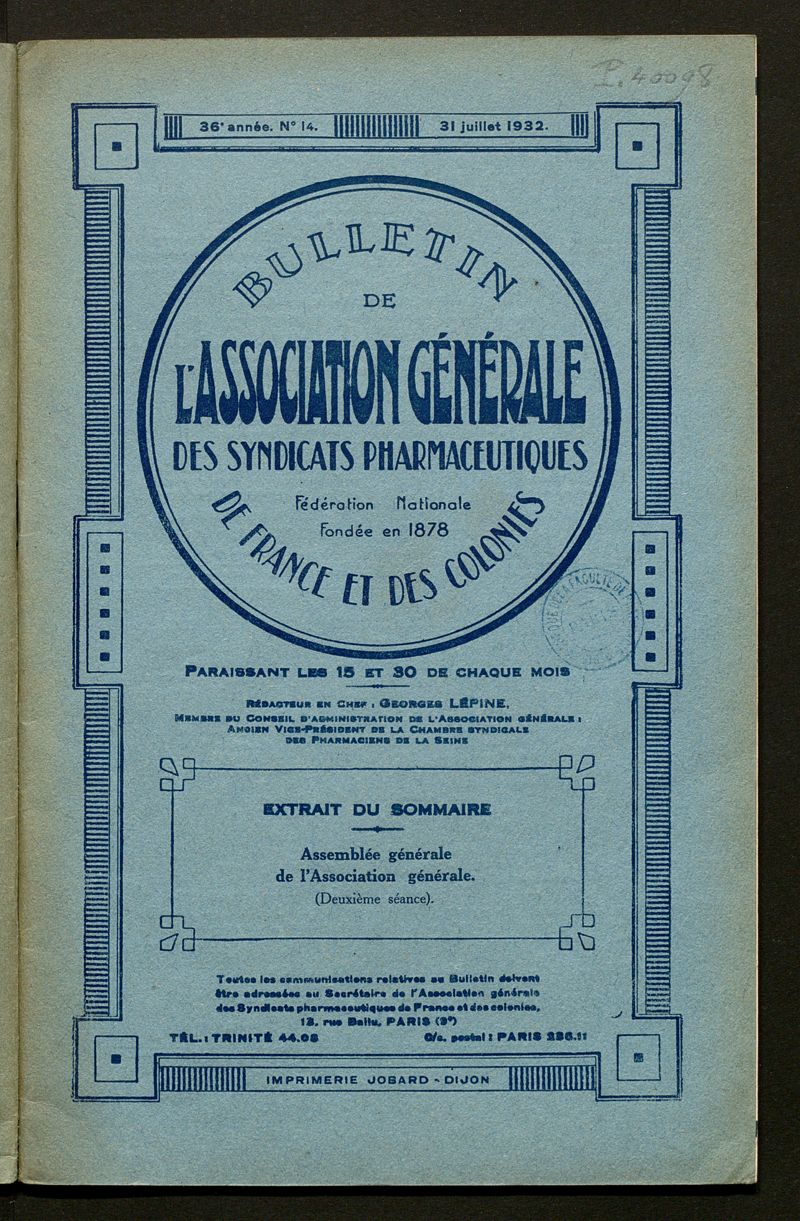 P. 40098
36e année. N° 14.
31 juillet 1932.
BULLETIN
DE
L'ASSOCIATION GÉNÉRALE
DES SYNDICATS PHARMACEUTIQUES
Fédération Nationale
Fondée en 1878
DE FRANCE ET DES COLONIES
PARAISSANT LES 15 ET 30 DE CHAQUE MOIS
RÉDACTEUR EN CHEF : GEORGES LÉPINE,
MEMBRE DU CONSEIL D'ADMINISTRATION DE L'ASSOCIATION GÉNÉRALE :
ANCIEN VICE-PRÉSIDENT DE LA CHAMBRE SYNDICALE
DES PHARMACIENS DE LA SEINE
EXTRAIT DU SOMMAIRE
Assemblée générale
de l'Association générale.
(Deuxième séance).
Toutes les communications relatives au Bulletin doivent
être adressées au Secrétaire de l'Association générale
des Syndicats pharmaceutiques de France et des colonies,
13, rue Ballu, PARIS (9e)
TÉL. : TRINITÉ 44.08
C/c. postal : PARIS 236.11
IMPRIMERIE JOBARD - DIJON